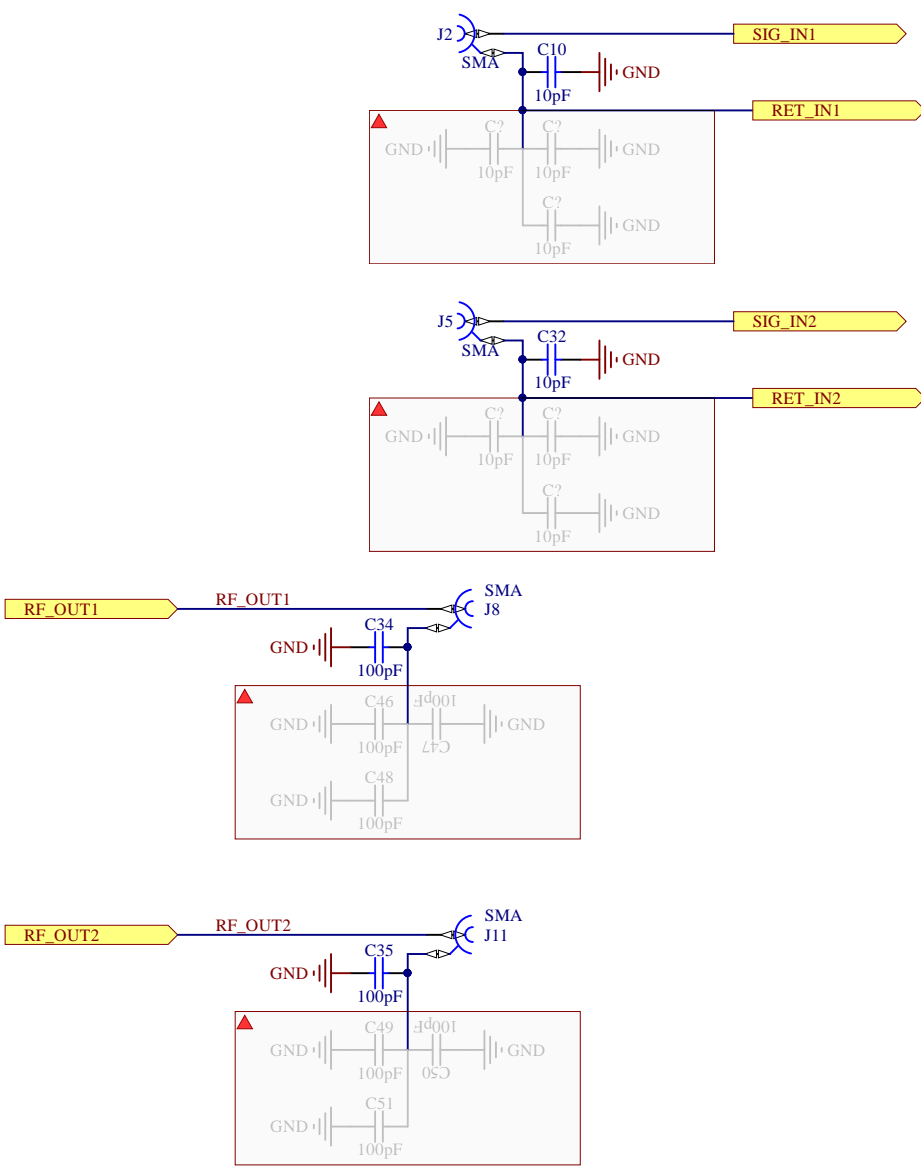 J2
SIG_IN1
SMA
C10
GND
10pF
RET_IN1
C?
C?
GND
GND
10pF
10pF
C?
GND
10pF
J5
SIG_IN2
SMA
C32
GND
10pF
RET_IN2
C?
C?
GND
GND
10pF
10pF
C?
GND
10pF
SMA
RF_OUT1
RF_OUT1
J8
C34
GND
100pF
C46
100pF
GND
GND
100pF
C47
C48
GND
100pF
SMA
RF_OUT2
RF_OUT2
J11
C35
GND
100pF
C49
100pF
GND
GND
100pF
C50
C51
GND
100pF